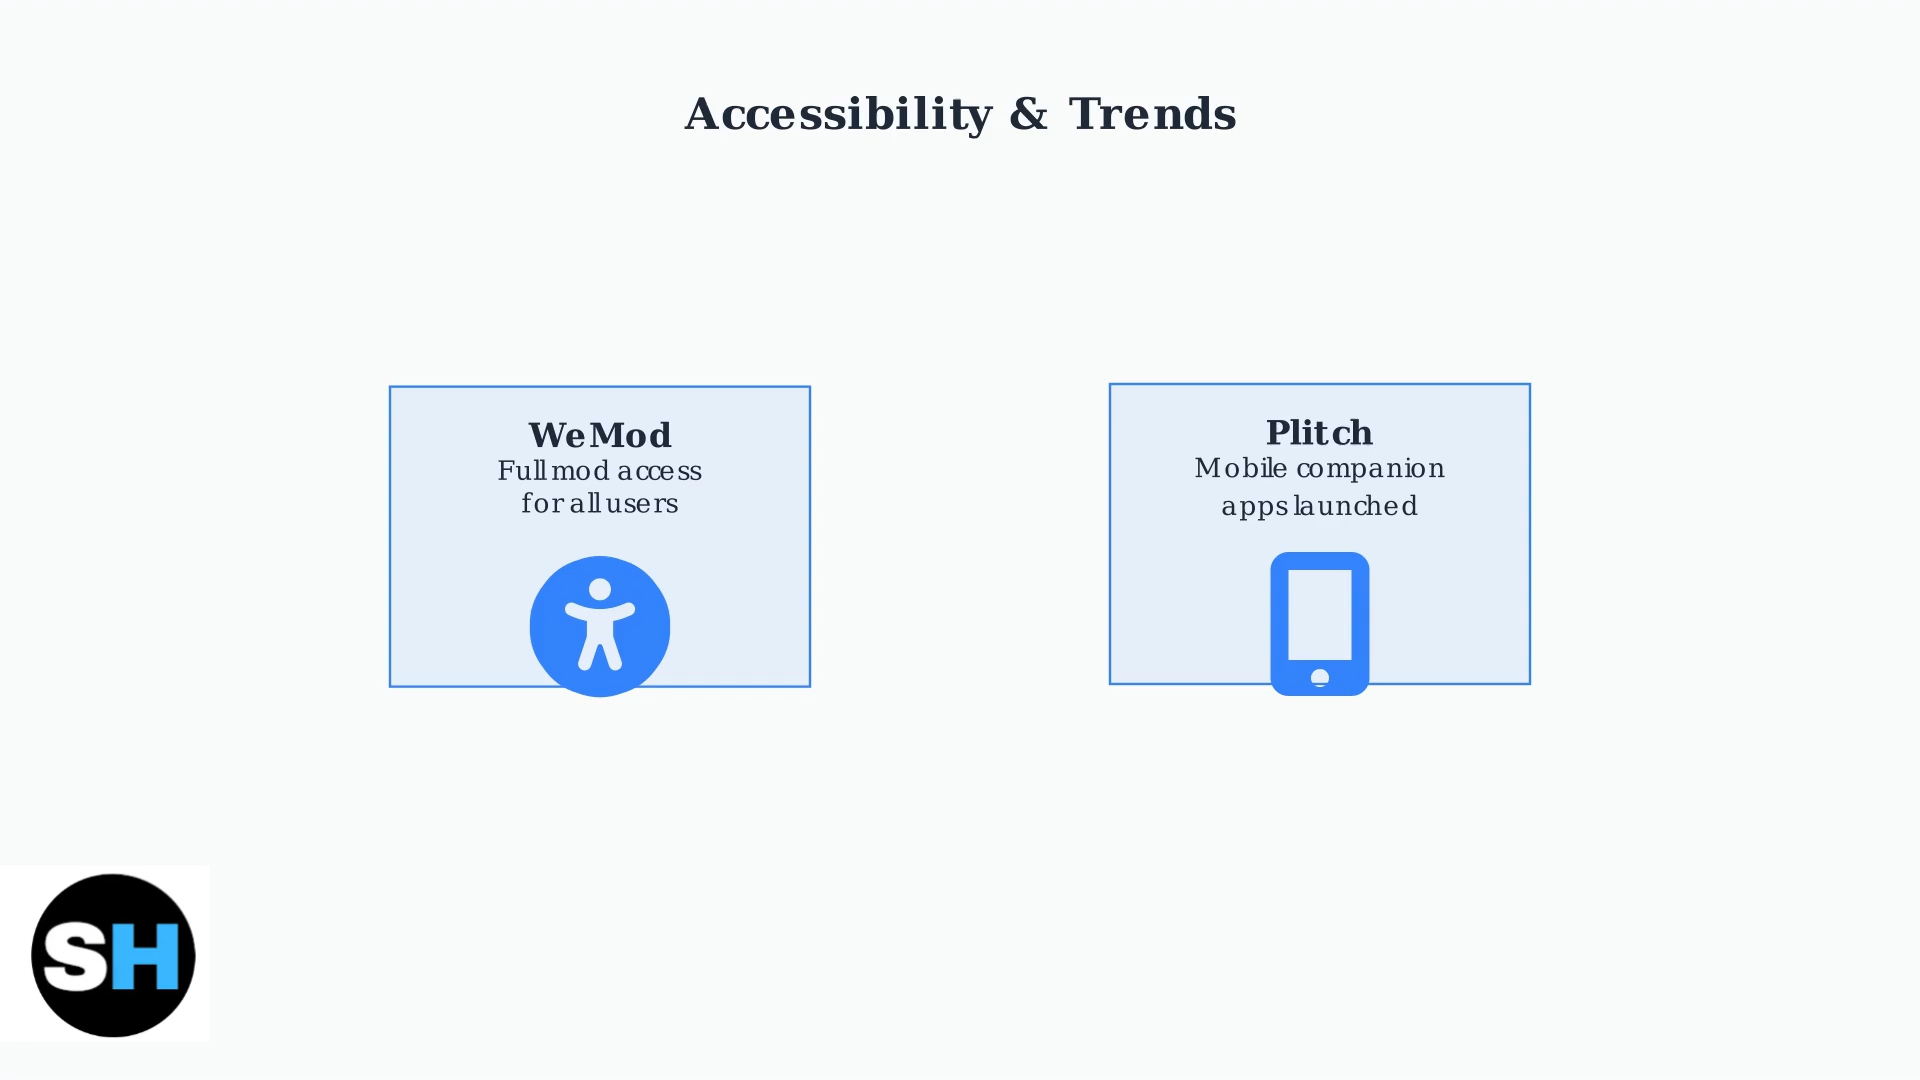 Accessibility & Trends
WeMod
Full mod access
for all users
Plitch
Mobile companion
apps launched
SH